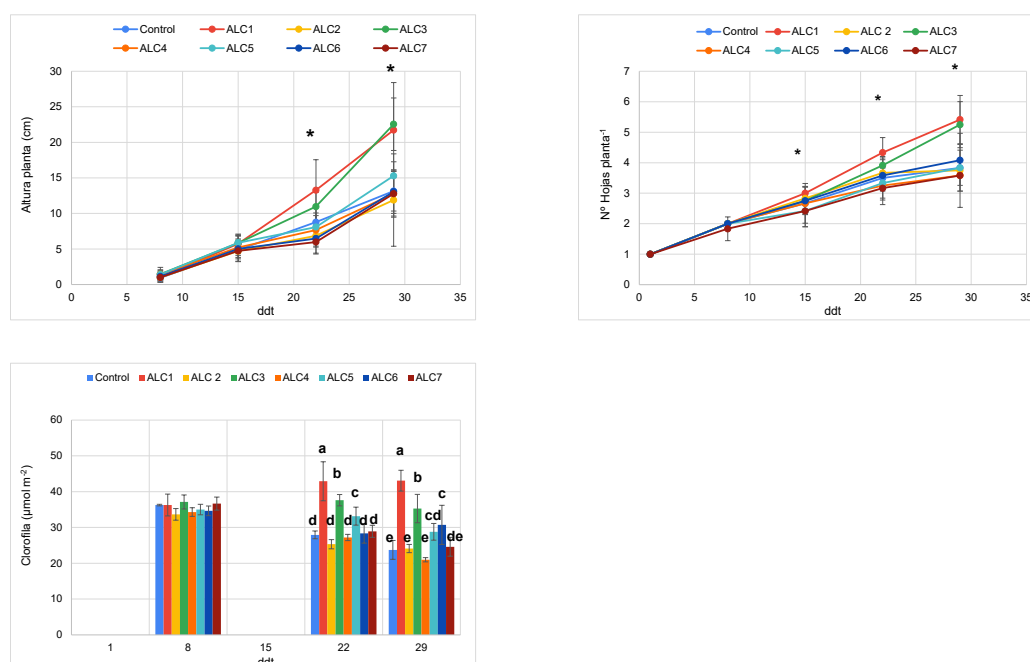 Control ALC1 ALC2 ALC3
ALC4 ALC5 ALC6 ALC7
Altura planta (cm)
30
25
20
15
10
5
0
*
*
0 5 10 15 20 25 30 35
ddt
Control ALC1 ALC 2 ALC3
ALC4 ALC5 ALC6 ALC7
Nº Hojas planta⁻¹
7
6
5
4
3
2
1
0
*
*
*
0 5 10 15 20 25 30 35
ddt
Control ALC1 ALC 2 ALC3 ALC4 ALC5 ALC6 ALC7
Clorofila (µmol m⁻²)
60
50
40
30
20
10
0
a b c
d d d d d
a b c
cd
e e e de
1 8 15 22 29
ddt